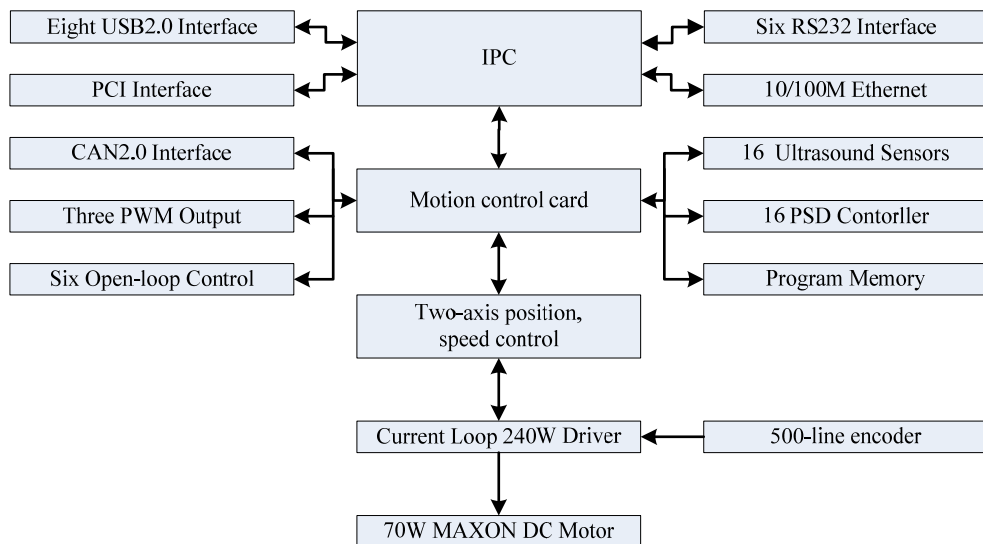 Eight USB2.0 Interface
IPC
Six RS232 Interface
PCI Interface
10/100M Ethernet
CAN2.0 Interface
Motion control card
16 Ultrasound Sensors
Three PWM Output
16 PSD Contorller
Six Open-loop Control
Program Memory
Two-axis position,
speed control
Current Loop 240W Driver
500-line encoder
70W MAXON DC Motor